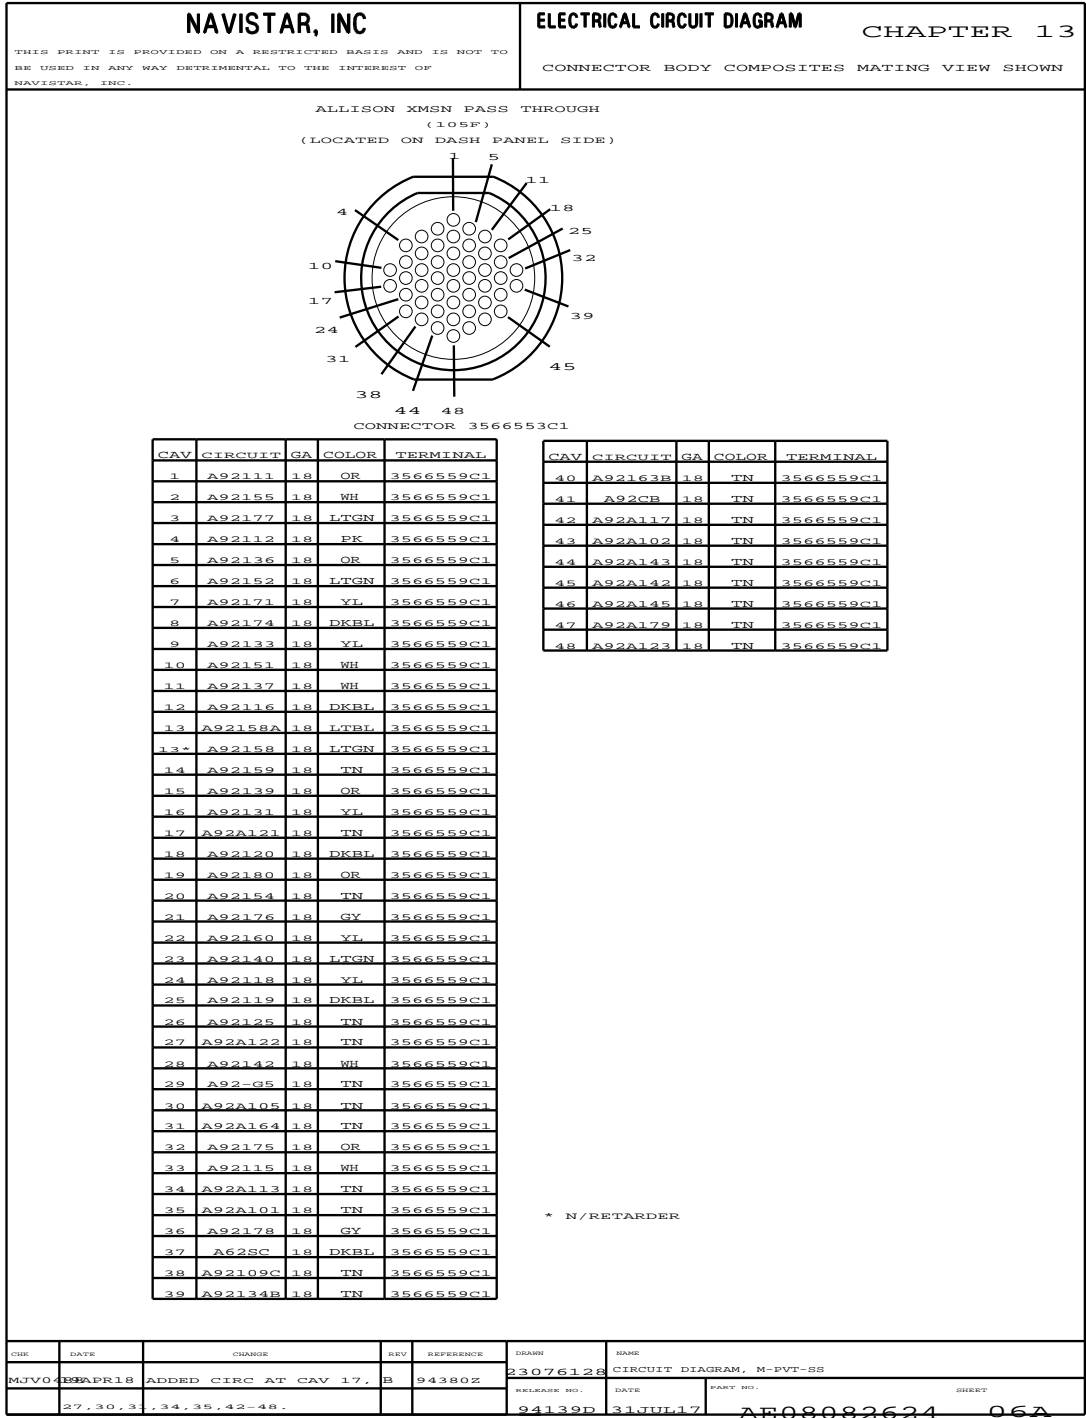 NAVISTAR, INC
THIS PRINT IS PROVIDED ON A RESTRICTED BASIS AND IS NOT TO
BE USED IN ANY WAY DETRIMENTAL TO THE INTEREST OF
NAVISTAR, INC.
ELECTRICAL CIRCUIT DIAGRAM
CHAPTER 13
CONNECTOR BODY COMPOSITES MATING VIEW SHOWN
ALLISON XMSN PASS THROUGH
(105F)
(LOCATED ON DASH PANEL SIDE)
1
5
11
4
18
25
32
10
17
39
24
31
45
38
44 48
CONNECTOR 3566553C1
CAV CIRCUIT GA COLOR TERMINAL
1 A92111 18 OR 3566559C1
2 A92155 18 WH 3566559C1
3 A92177 18 LTGN 3566559C1
4 A92112 18 PK 3566559C1
5 A92136 18 OR 3566559C1
6 A92152 18 LTGN 3566559C1
7 A92171 18 YL 3566559C1
8 A92174 18 DKBL 3566559C1
9 A92133 18 YL 3566559C1
10 A92151 18 WH 3566559C1
11 A92137 18 WH 3566559C1
12 A92116 18 DKBL 3566559C1
13 A92158A 18 LTBL 3566559C1
13* A92158 18 LTGN 3566559C1
14 A92159 18 TN 3566559C1
15 A92139 18 OR 3566559C1
16 A92131 18 YL 3566559C1
17 A92A121 18 TN 3566559C1
18 A92120 18 DKBL 3566559C1
19 A92180 18 OR 3566559C1
20 A92154 18 TN 3566559C1
21 A92176 18 GY 3566559C1
22 A92160 18 YL 3566559C1
23 A92140 18 LTGN 3566559C1
24 A92118 18 YL 3566559C1
25 A92119 18 DKBL 3566559C1
26 A92125 18 TN 3566559C1
27 A92A122 18 TN 3566559C1
28 A92142 18 WH 3566559C1
29 A92-G5 18 TN 3566559C1
30 A92A105 18 TN 3566559C1
31 A92A164 18 TN 3566559C1
32 A92175 18 OR 3566559C1
33 A92115 18 WH 3566559C1
34 A92A113 18 TN 3566559C1
35 A92A101 18 TN 3566559C1
36 A92178 18 GY 3566559C1
37 A62SC 18 DKBL 3566559C1
38 A92109C 18 TN 3566559C1
39 A92134B 18 TN 3566559C1
CAV CIRCUIT GA COLOR TERMINAL
40 A92163B 18 TN 3566559C1
41 A92CB 18 TN 3566559C1
42 A92A117 18 TN 3566559C1
43 A92A102 18 TN 3566559C1
44 A92A143 18 TN 3566559C1
45 A92A142 18 TN 3566559C1
46 A92A145 18 TN 3566559C1
47 A92A179 18 TN 3566559C1
48 A92A123 18 TN 3566559C1
* N/RETARDER
CHK DATE CHANGE REV REFERENCE
ADDED CIRC AT CAV 17, B 94380Z
27,30,31,34,35,42-48.
DRAWN
23076128
NAME
CIRCUIT DIAGRAM, M-PVT-SS
RELEASE NO.
94139D
DATE
31JUL17
PART NO. SHEET
AE08082624 06A